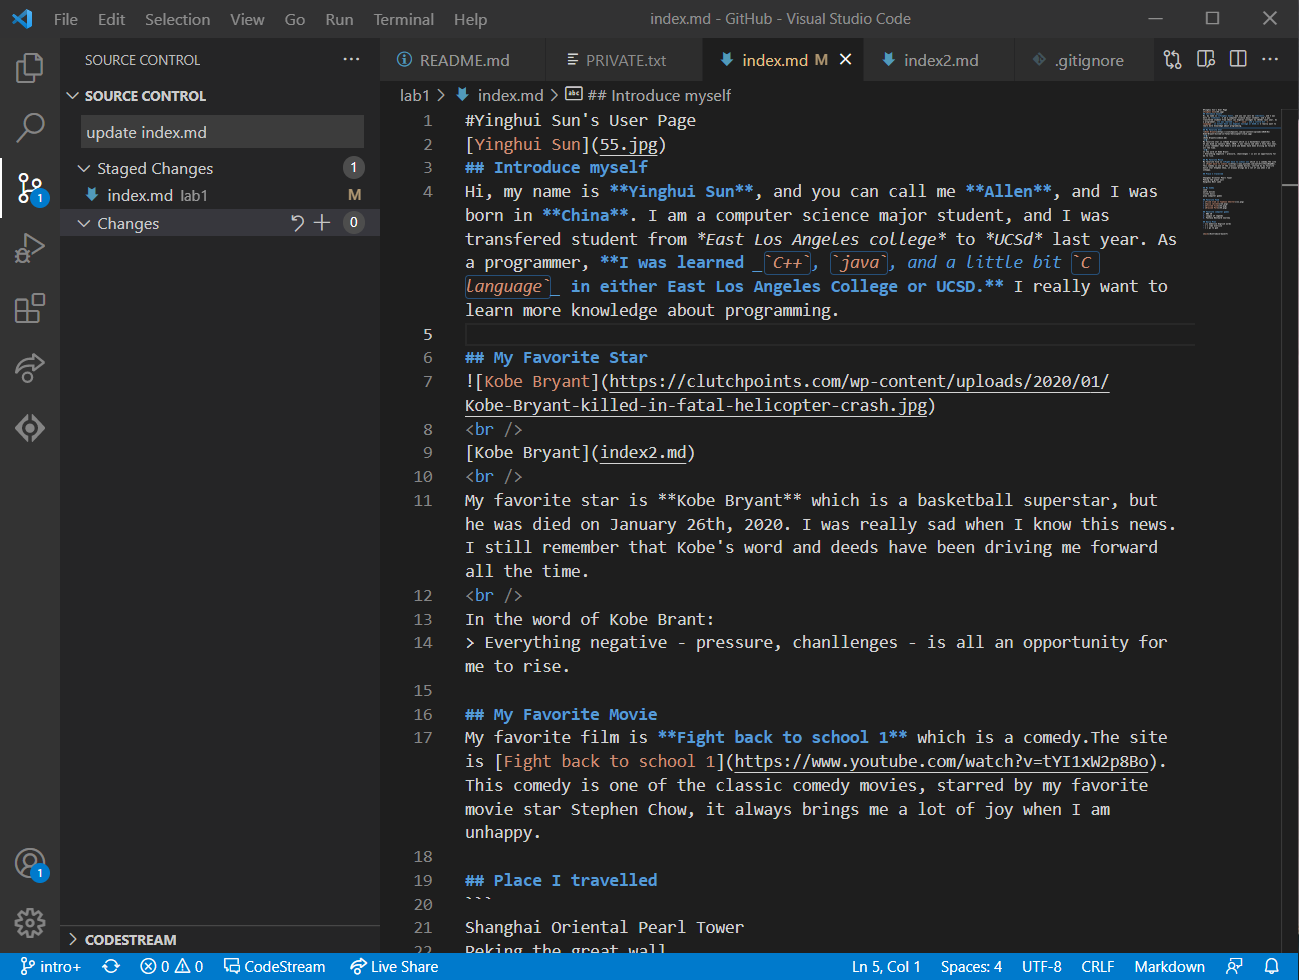 File Edit Selection View Go Run Terminal Help index.md - GitHub - Visual Studio Code
SOURCE CONTROL
SOURCE CONTROL
update index.md
Staged Changes 1
index.md lab1 M
Changes 0
1
1
CODESTREAM
README.md PRIVATE.txt index.md M index2.md .gitignore
lab1 > index.md > abc ## Introduce myself
1 #Yinghui Sun's User Page
2 [Yinghui Sun](55.jpg)
3 ## Introduce myself
4 Hi, my name is **Yinghui Sun**, and you can call me **Allen**, and I was
born in **China**. I am a computer science major student, and I was
transfered student from *East Los Angeles college* to *UCSd* last year. As
a programmer, **I was learned _`C++`, `java`, and a little bit `C
language`_ in either East Los Angeles College or UCSD.** I really want to
learn more knowledge about programming.
5
6 ## My Favorite Star
7 ![Kobe Bryant](https://clutchpoints.com/wp-content/uploads/2020/01/
Kobe-Bryant-killed-in-fatal-helicopter-crash.jpg)
8 <br />
9 [Kobe Bryant](index2.md)
10 <br />
11 My favorite star is **Kobe Bryant** which is a basketball superstar, but
he was died on January 26th, 2020. I was really sad when I know this news.
I still remember that Kobe's word and deeds have been driving me forward
all the time.
12 <br />
13 In the word of Kobe Brant:
14 > Everything negative - pressure, chanllenges - is all an opportunity for
me to rise.
15
16 ## My Favorite Movie
17 My favorite film is **Fight back to school 1** which is a comedy.The site
is [Fight back to school 1](https://www.youtube.com/watch?v=tYI1xW2p8Bo).
This comedy is one of the classic comedy movies, starred by my favorite
movie star Stephen Chow, it always brings me a lot of joy when I am
unhappy.
18
19 ## Place I travelled
20 ```
21 Shanghai Oriental Pearl Tower
22 Peking the great wall
intro+ 0 0 CodeStream Live Share Ln 5, Col 1 Spaces: 4 UTF-8 CRLF Markdown